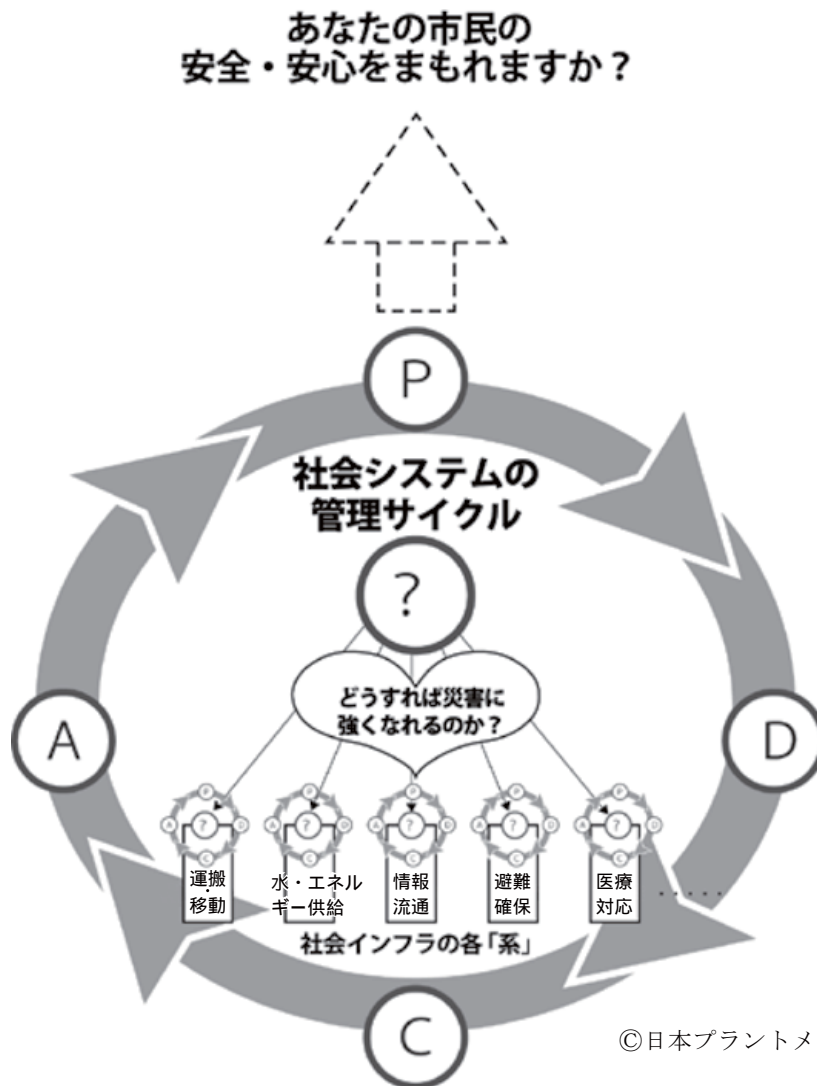 あなたの市民の
安全・安心をまもれますか？
P
社会システムの
管理サイクル
?
どうすれば災害に
強くなれるのか？
A
D
P
A
?
D
C
P
A
?
D
C
P
A
?
D
C
P
A
?
D
C
P
A
?
D
C
運搬
・
移動
水・エネル
ギー供給
情報
流通
避難
確保
医療
対応
.....
社会インフラの各「系」
C
©日本プラントメ